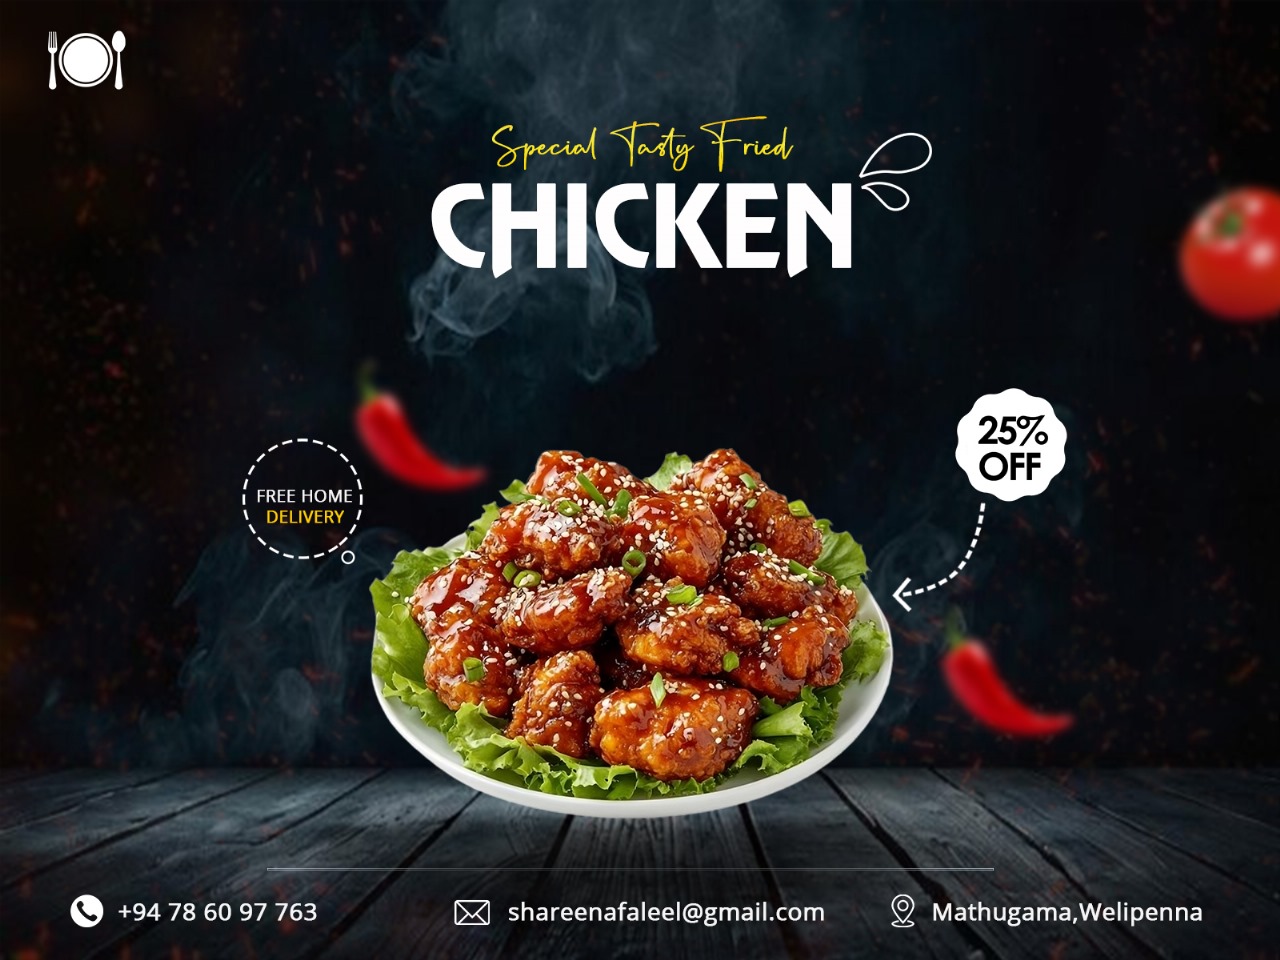 Special Tasty Fried
CHICKEN
25%
OFF
FREE HOME
DELIVERY
+94 78 60 97 763
shareenafaleel@gmail.com
Mathugama,Welipenna